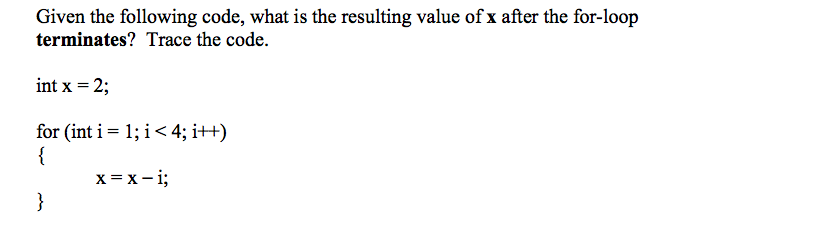 Given the following code, what is the resulting value of x after the for-loop
terminates? Trace the code.
int x = 2;
for (int i = 1; i < 4; i++)
{
x = x – i;
}